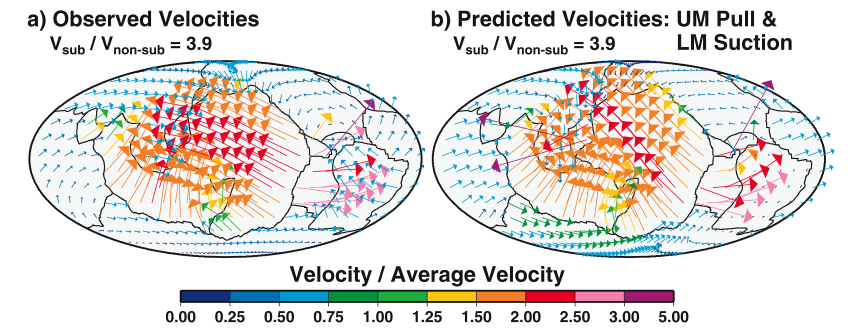 a) Observed Velocities
Vsub / Vnon-sub = 3.9
b) Predicted Velocities: UM Pull &
Vsub / Vnon-sub = 3.9 LM Suction
Velocity / Average Velocity
0.00 0.25 0.50 0.75 1.00 1.25 1.50 2.00 2.50 3.00 5.00